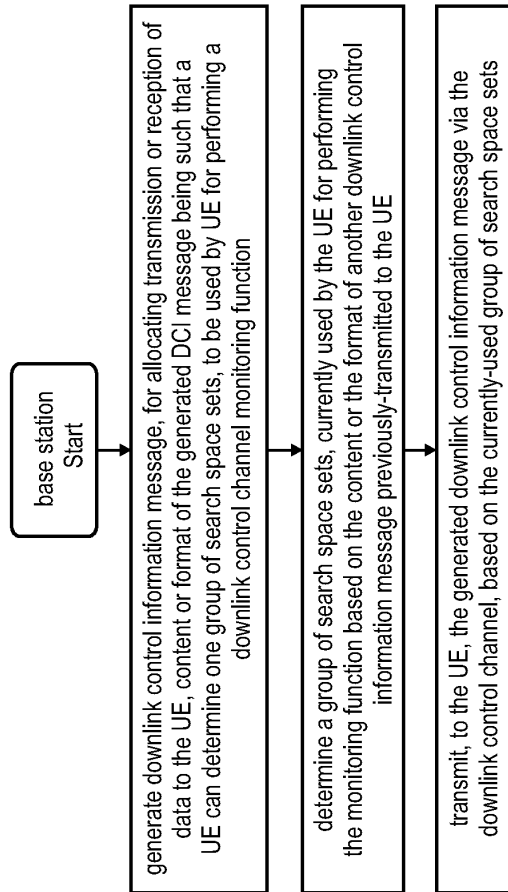 base station
Start
generate downlink control information message, for allocating transmission or reception of
data to the UE, content or format of the generated DCI message being such that a
UE can determine one group of search space sets, to be used by UE for performing a
downlink control channel monitoring function
determine a group of search space sets, currently used by the UE for performing
the monitoring function based on the content or the format of another downlink control
information message previously-transmitted to the UE
transmit, to the UE, the generated downlink control information message via the
downlink control channel, based on the currently-used group of search space sets